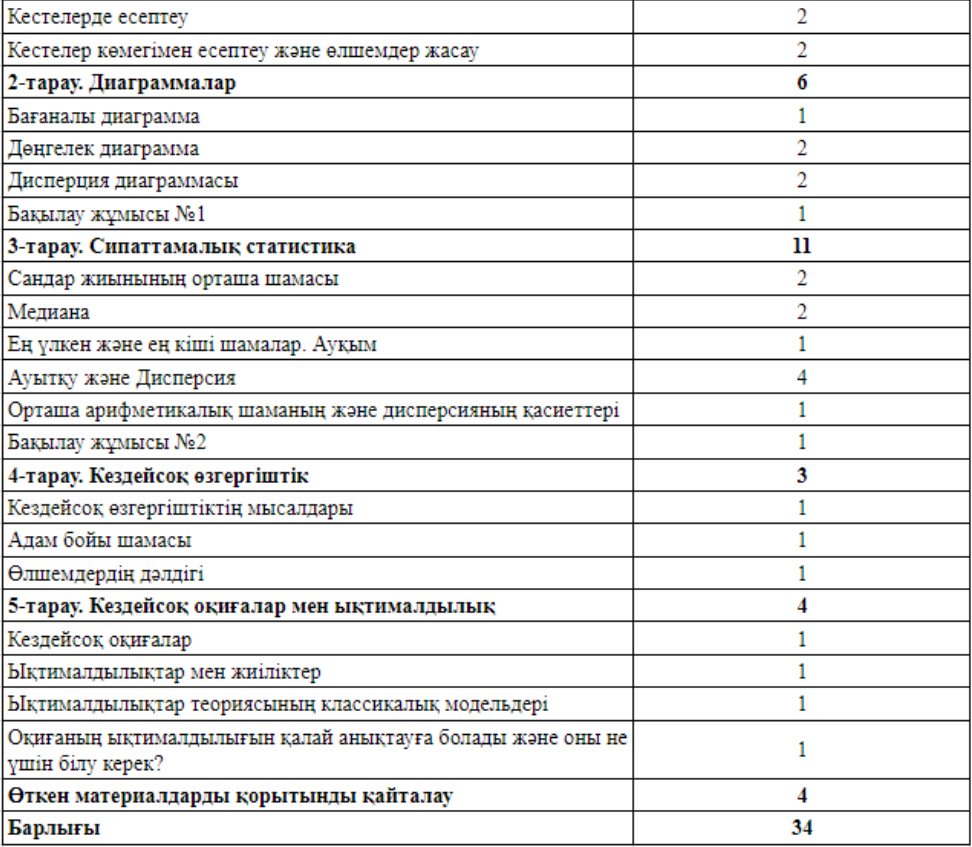 Кестелерде есептеу 2
Кестелер көмегімен есептеу және өлшемдер жасау 2
2-тарау. Диаграммалар 6
Бағаналы диаграмма 1
Дөңгелек диаграмма 2
Дисперция диаграммасы 2
Бақылау жұмысы №1 1
3-тарау. Сипаттамалық статистика 11
Сандар жиынының орташа шамасы 2
Медиана 2
Ең үлкен және ең кіші шамалар. Ауқым 1
Ауытқу және Дисперсия 4
Орташа арифметикалық шаманың және дисперсияның қасиеттері 1
Бақылау жұмысы №2 1
4-тарау. Кездейсоқ өзгергіштік 3
Кездейсоқ өзгергіштіктің мысалдары 1
Адам бойы шамасы 1
Өлшемдердің дәлдігі 1
5-тарау. Кездейсоқ оқиғалар мен ықтималдылық 4
Кездейсоқ оқиғалар 1
Ықтималдылықтар мен жиіліктер 1
Ықтималдылықтар теориясының классикалық модельдері 1
Оқиғаның ықтималдылығын қалай анықтауға болады және оны не
үшін білу керек? 1
Өткен материалдарды қорытынды қайталау 4
Барлығы 34